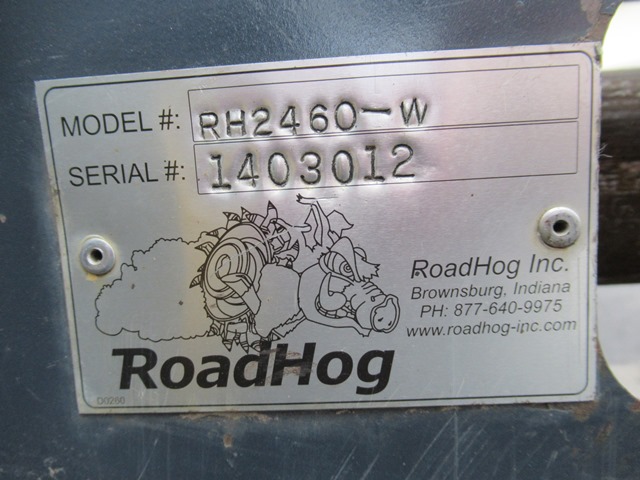 MODEL #: RH2460-W
SERIAL #: 1403012
RoadHog Inc.
Brownsburg, Indiana
PH: 877-640-9975
www.roadhog-inc.com
RoadHog
D0260